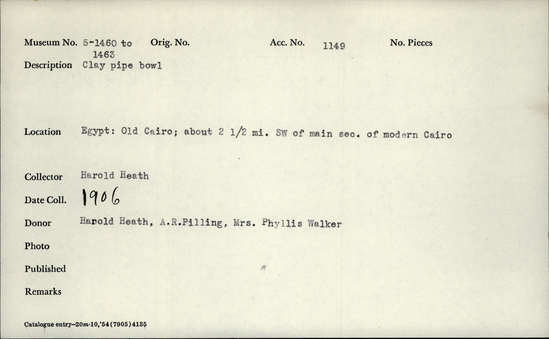 Museum No. 5-1460 to Orig. No. Acc. No. 1149 No. Pieces
1463
Description Clay pipe bowl
Location Egypt: Old Cairo; about 2 1/2 mi. SW of main sec. of modern Cairo
Collector Harold Heath
Date Coll. 1906
Donor Harold Heath, A.R.Pilling, Mrs. Phyllis Walker
Photo
Published
Remarks
Catalogue entry—20m-10,'54(7905)4185